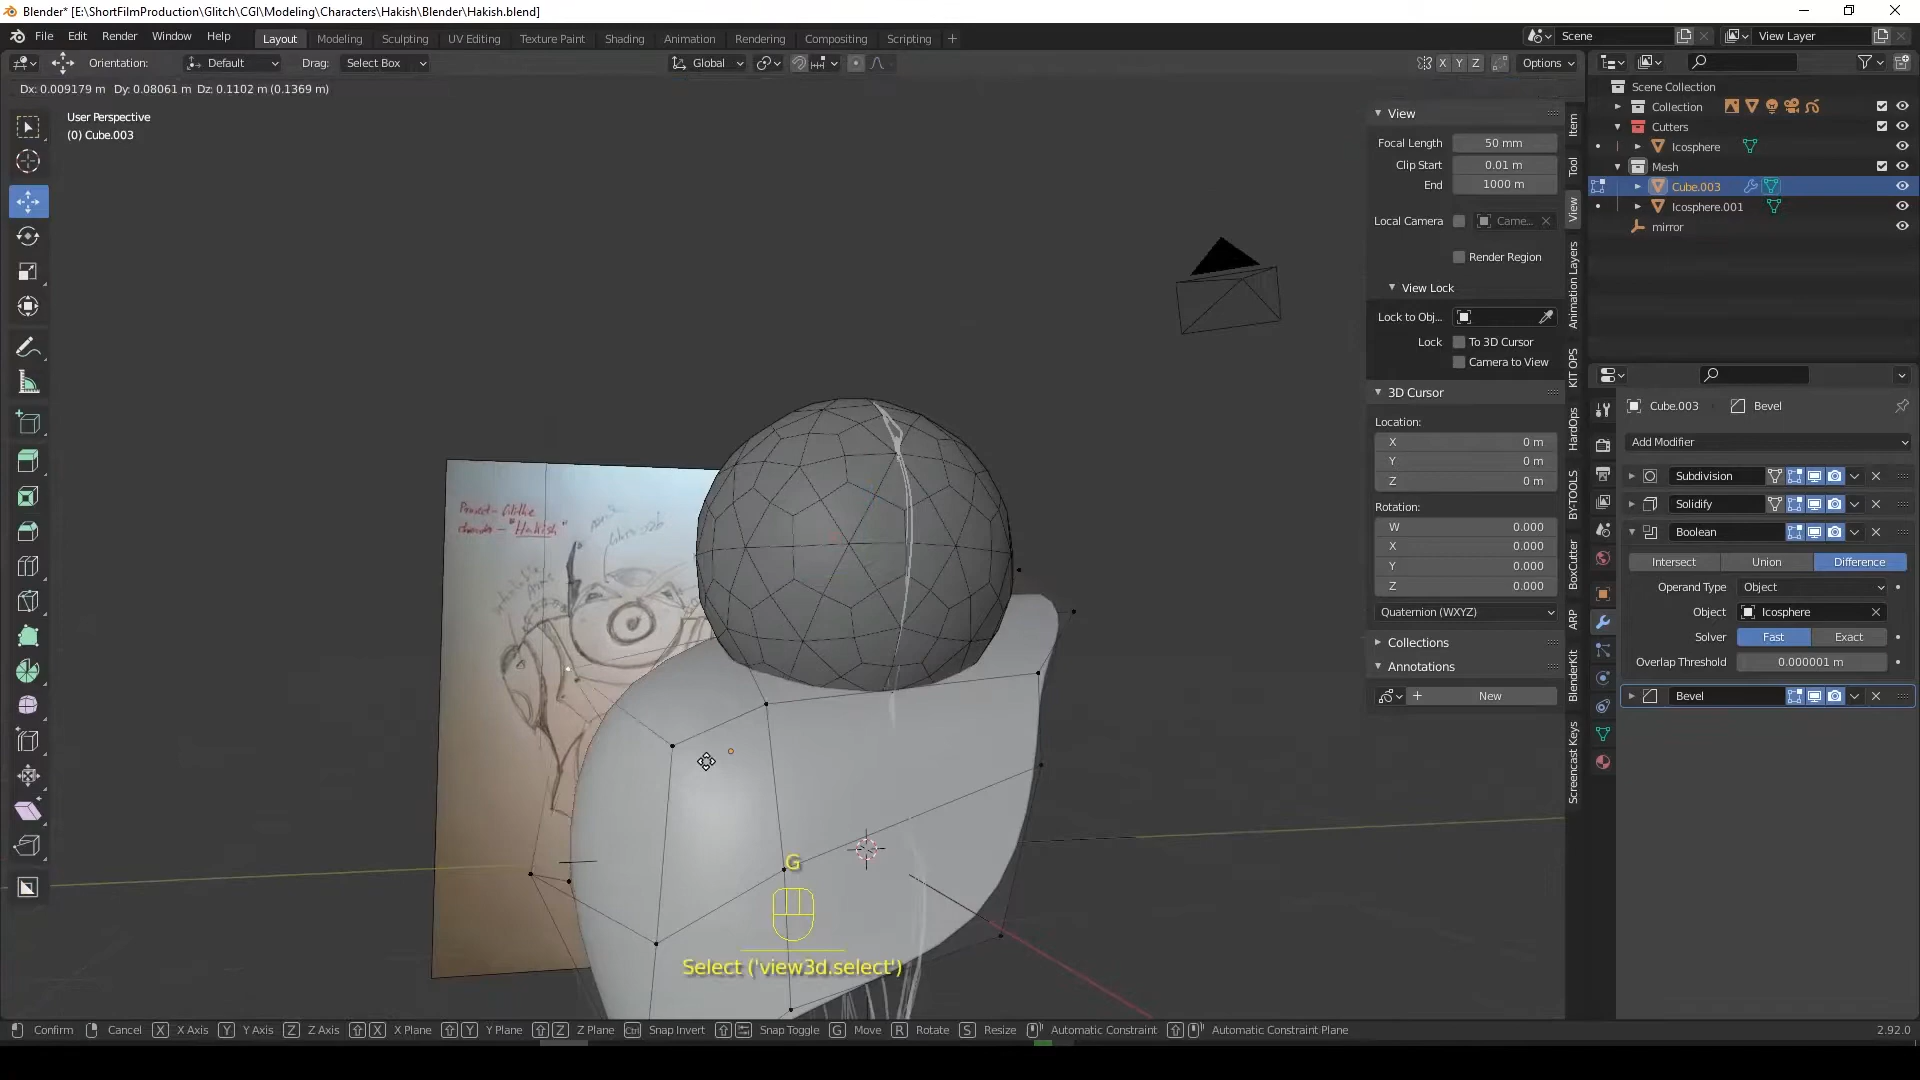 Blender* [E:\ShortFilmProduction\Glitch\CGI\Modeling\Characters\Hakish\Blender\Hakish.blend]
File Edit Render Window Help Layout Modeling Sculpting UV Editing Texture Paint Shading Animation Rendering Compositing Scripting + Scene View Layer
Orientation: Default Drag: Select Box Global X Y Z Options
Dx: 0.009179 m Dy: 0.08061 m Dz: 0.1102 m (0.1369 m)
User Perspective
(0) Cube.003
View
Focal Length 50 mm
Clip Start 0.01 m
End 1000 m
Local Camera Came...
Render Region
View Lock
Lock to Obj...
Lock To 3D Cursor
Camera to View
3D Cursor
Location:
X 0 m
Y 0 m
Z 0 m
Rotation:
W 0.000
X 0.000
Y 0.000
Z 0.000
Quaternion (WXYZ)
Collections
Annotations
+ New
Item
Tool
View
Animation Layers
KIT OPS
HardOps
BY-TOOLS
BoxCutter
ARP
BlenderKit
Screencast Keys
Scene Collection
Collection
Cutters
Icosphere
Mesh
Cube.003
Icosphere.001
mirror
Cube.003 Bevel
Add Modifier
Subdivision
Solidify
Boolean
Intersect Union Difference
Operand Type Object
Object Icosphere
Solver Fast Exact
Overlap Threshold 0.000001 m
Bevel
"Hakish"
G
Select ('view3d.select')
Confirm Cancel X X Axis Y Y Axis Z Z Axis X X Plane Y Y Plane Z Z Plane Ctrl Snap Invert Snap Toggle G Move R Rotate S Resize Automatic Constraint Automatic Constraint Plane 2.92.0